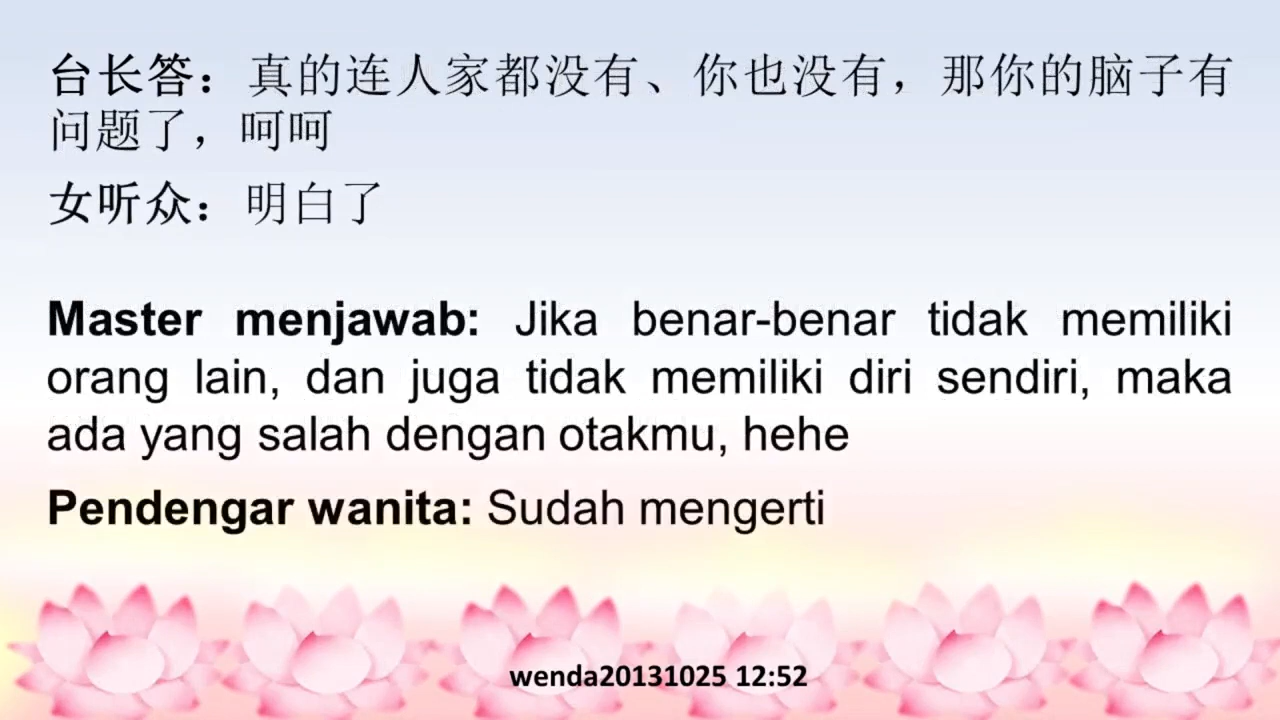 台长答：真的连人家都没有、你也没有，那你的脑子有
问题了，呵呵
女听众：明白了
Master menjawab: Jika benar-benar tidak memiliki
orang lain, dan juga tidak memiliki diri sendiri, maka
ada yang salah dengan otakmu, hehe
Pendengar wanita: Sudah mengerti
wenda20131025 12:52